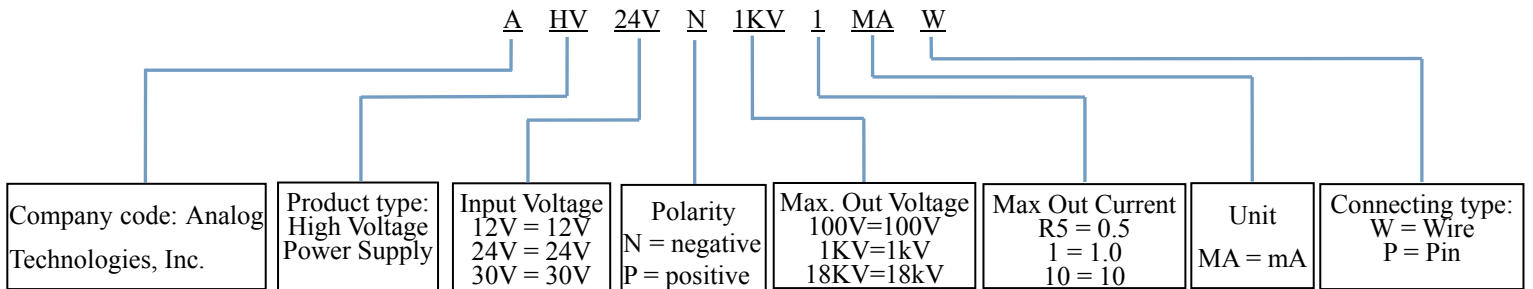 A HV 24V N 1KV 1 MA W
Company code: Analog
Technologies, Inc.
Product type:
High Voltage
Power Supply
Input Voltage
12V = 12V
24V = 24V
30V = 30V
Polarity
N = negative
P = positive
Max. Out Voltage
100V=100V
1KV=1kV
18KV=18kV
Max Out Current
R5 = 0.5
1 = 1.0
10 = 10
Unit
MA = mA
Connecting type:
W = Wire
P = Pin